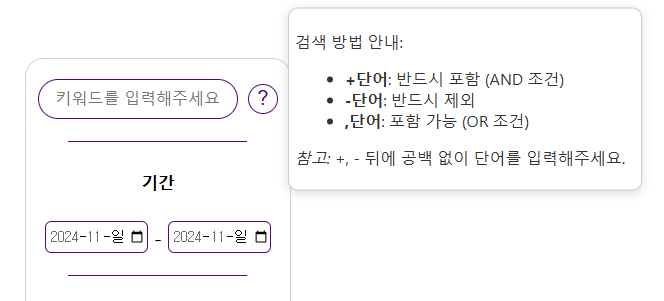 키워드를 입력해주세요
?
기간
2024-11-일 - 2024-11-일
검색 방법 안내:
+단어: 반드시 포함 (AND 조건)
-단어: 반드시 제외
,단어: 포함 가능 (OR 조건)
참고: +, - 뒤에 공백 없이 단어를 입력해주세요.